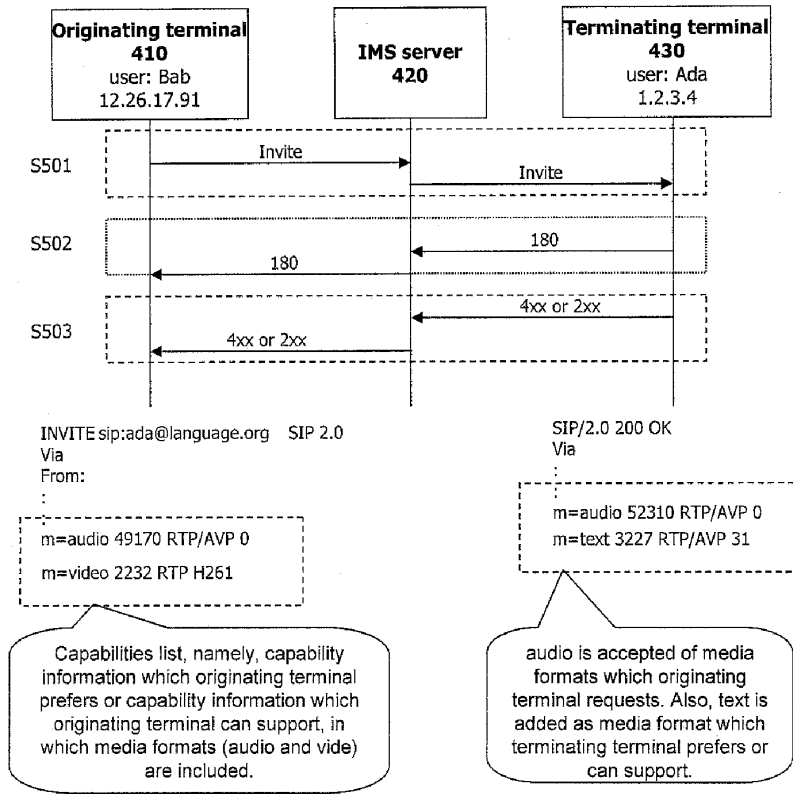 Originating terminal
410
user: Bab
12.26.17.91
IMS server
420
Terminating terminal
430
user: Ada
1.2.3.4
S501
Invite
Invite
S502
180
180
S503
4xx or 2xx
4xx or 2xx
INVITE sip:ada@language.org SIP 2.0
Via
From:
:
:
m=audio 49170 RTP/AVP 0
m=video 2232 RTP H261
Capabilities list, namely, capability
information which originating terminal
prefers or capability information which
originating terminal can support, in
which media formats (audio and vide)
are included.
SIP/2.0 200 OK
Via
:
:
m=audio 52310 RTP/AVP 0
m=text 3227 RTP/AVP 31
audio is accepted of media
formats which originating
terminal requests. Also, text is
added as media format which
terminating terminal prefers or
can support.